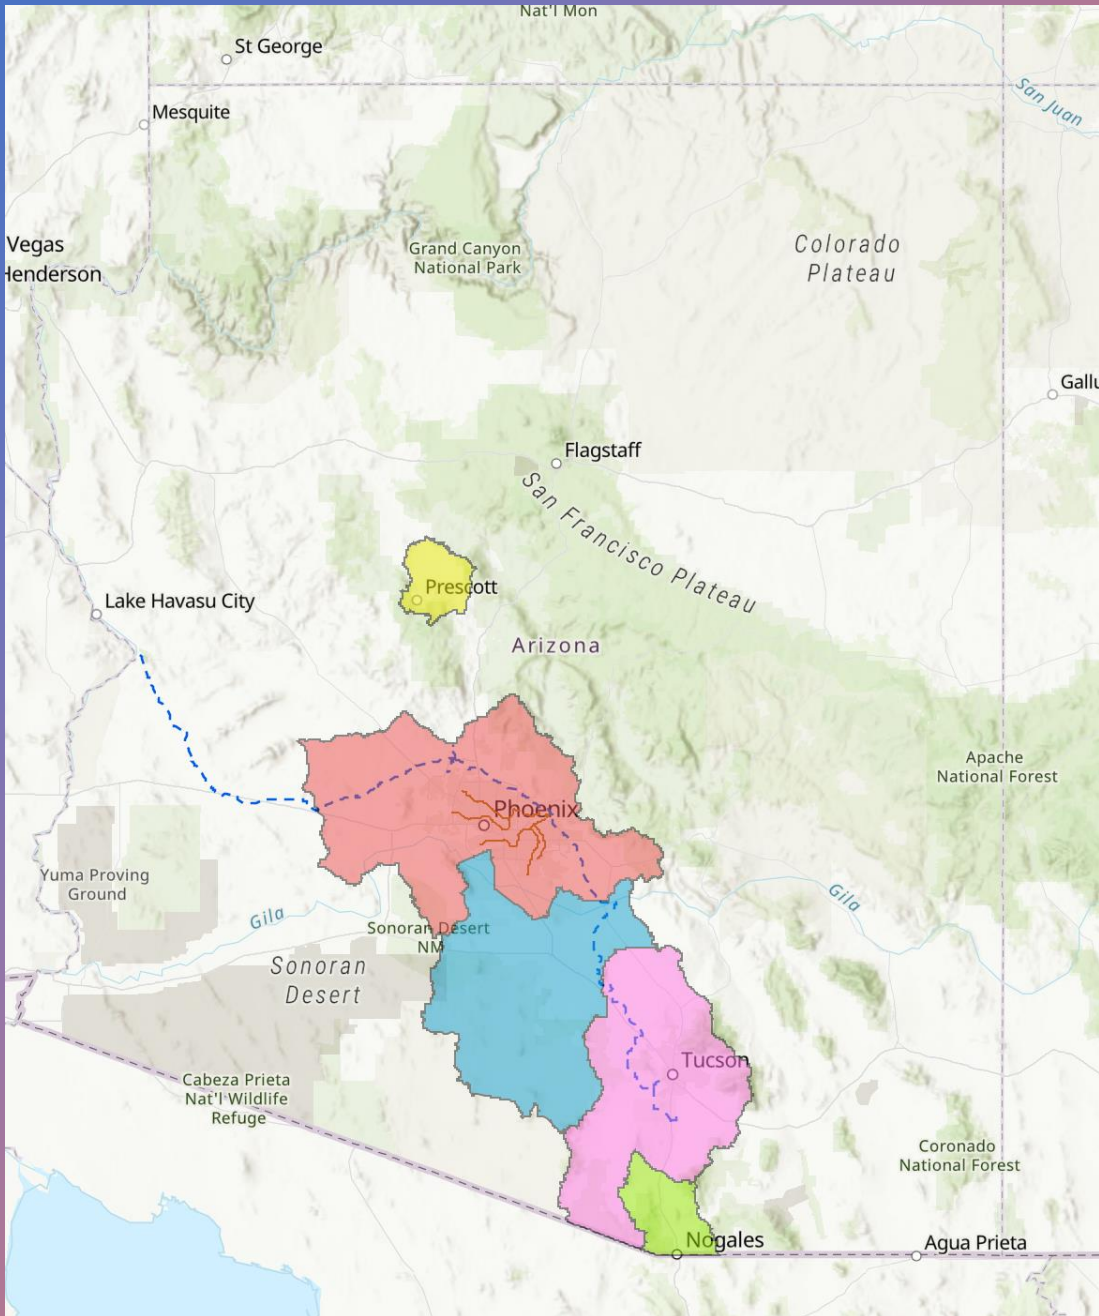 Nat'l Mon
St George
San Juan
Mesquite
Vegas
Henderson
Grand Canyon
National Park
Colorado
Plateau
Gallu
Flagstaff
San Francisco Plateau
Prescott
Lake Havasu City
Arizona
Apache
National Forest
Phoenix
Yuma Proving
Ground
Gila
Gila
Sonoran Desert
NM
Sonoran
Desert
Tucson
Cabeza Prieta
Nat'l Wildlife
Refuge
Coronado
National Forest
Nogales
Agua Prieta